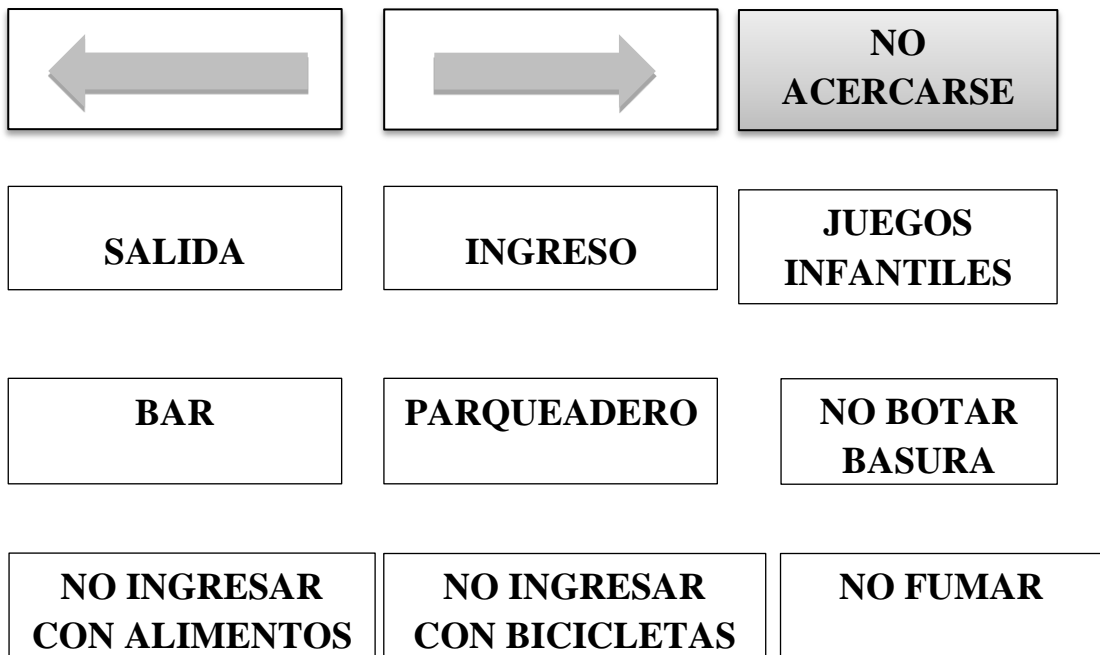 NO
ACERCARSE
SALIDA
INGRESO
JUEGOS
INFANTILES
BAR
PARQUEADERO
NO BOTAR
BASURA
NO INGRESAR
CON ALIMENTOS
NO INGRESAR
CON BICICLETAS
NO FUMAR